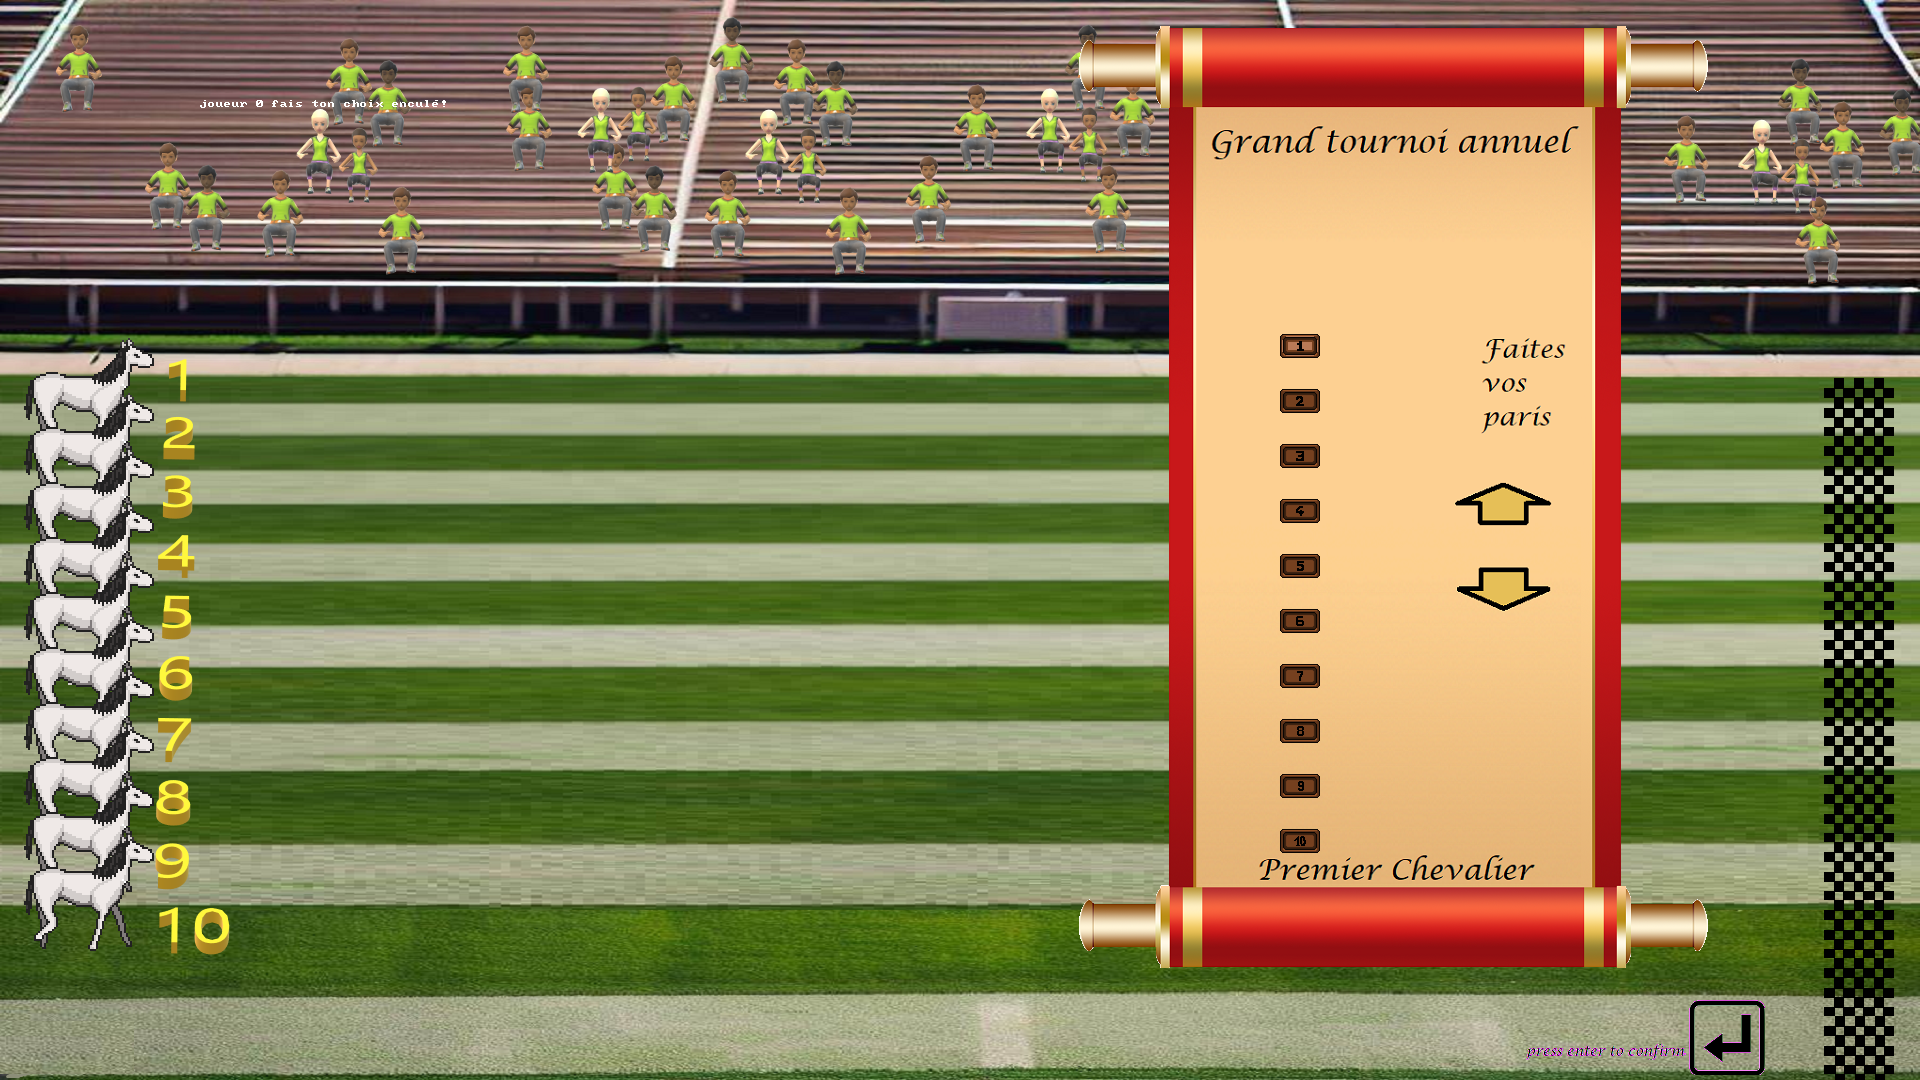 joueur 0 fais ton choix enculé!
Grand tournoi annuel
1
2
3
4
5
6
7
8
9
10
Faites
vos
paris
1
2
3
4
5
6
7
8
9
10
Premier Chevalier
press enter to confirm